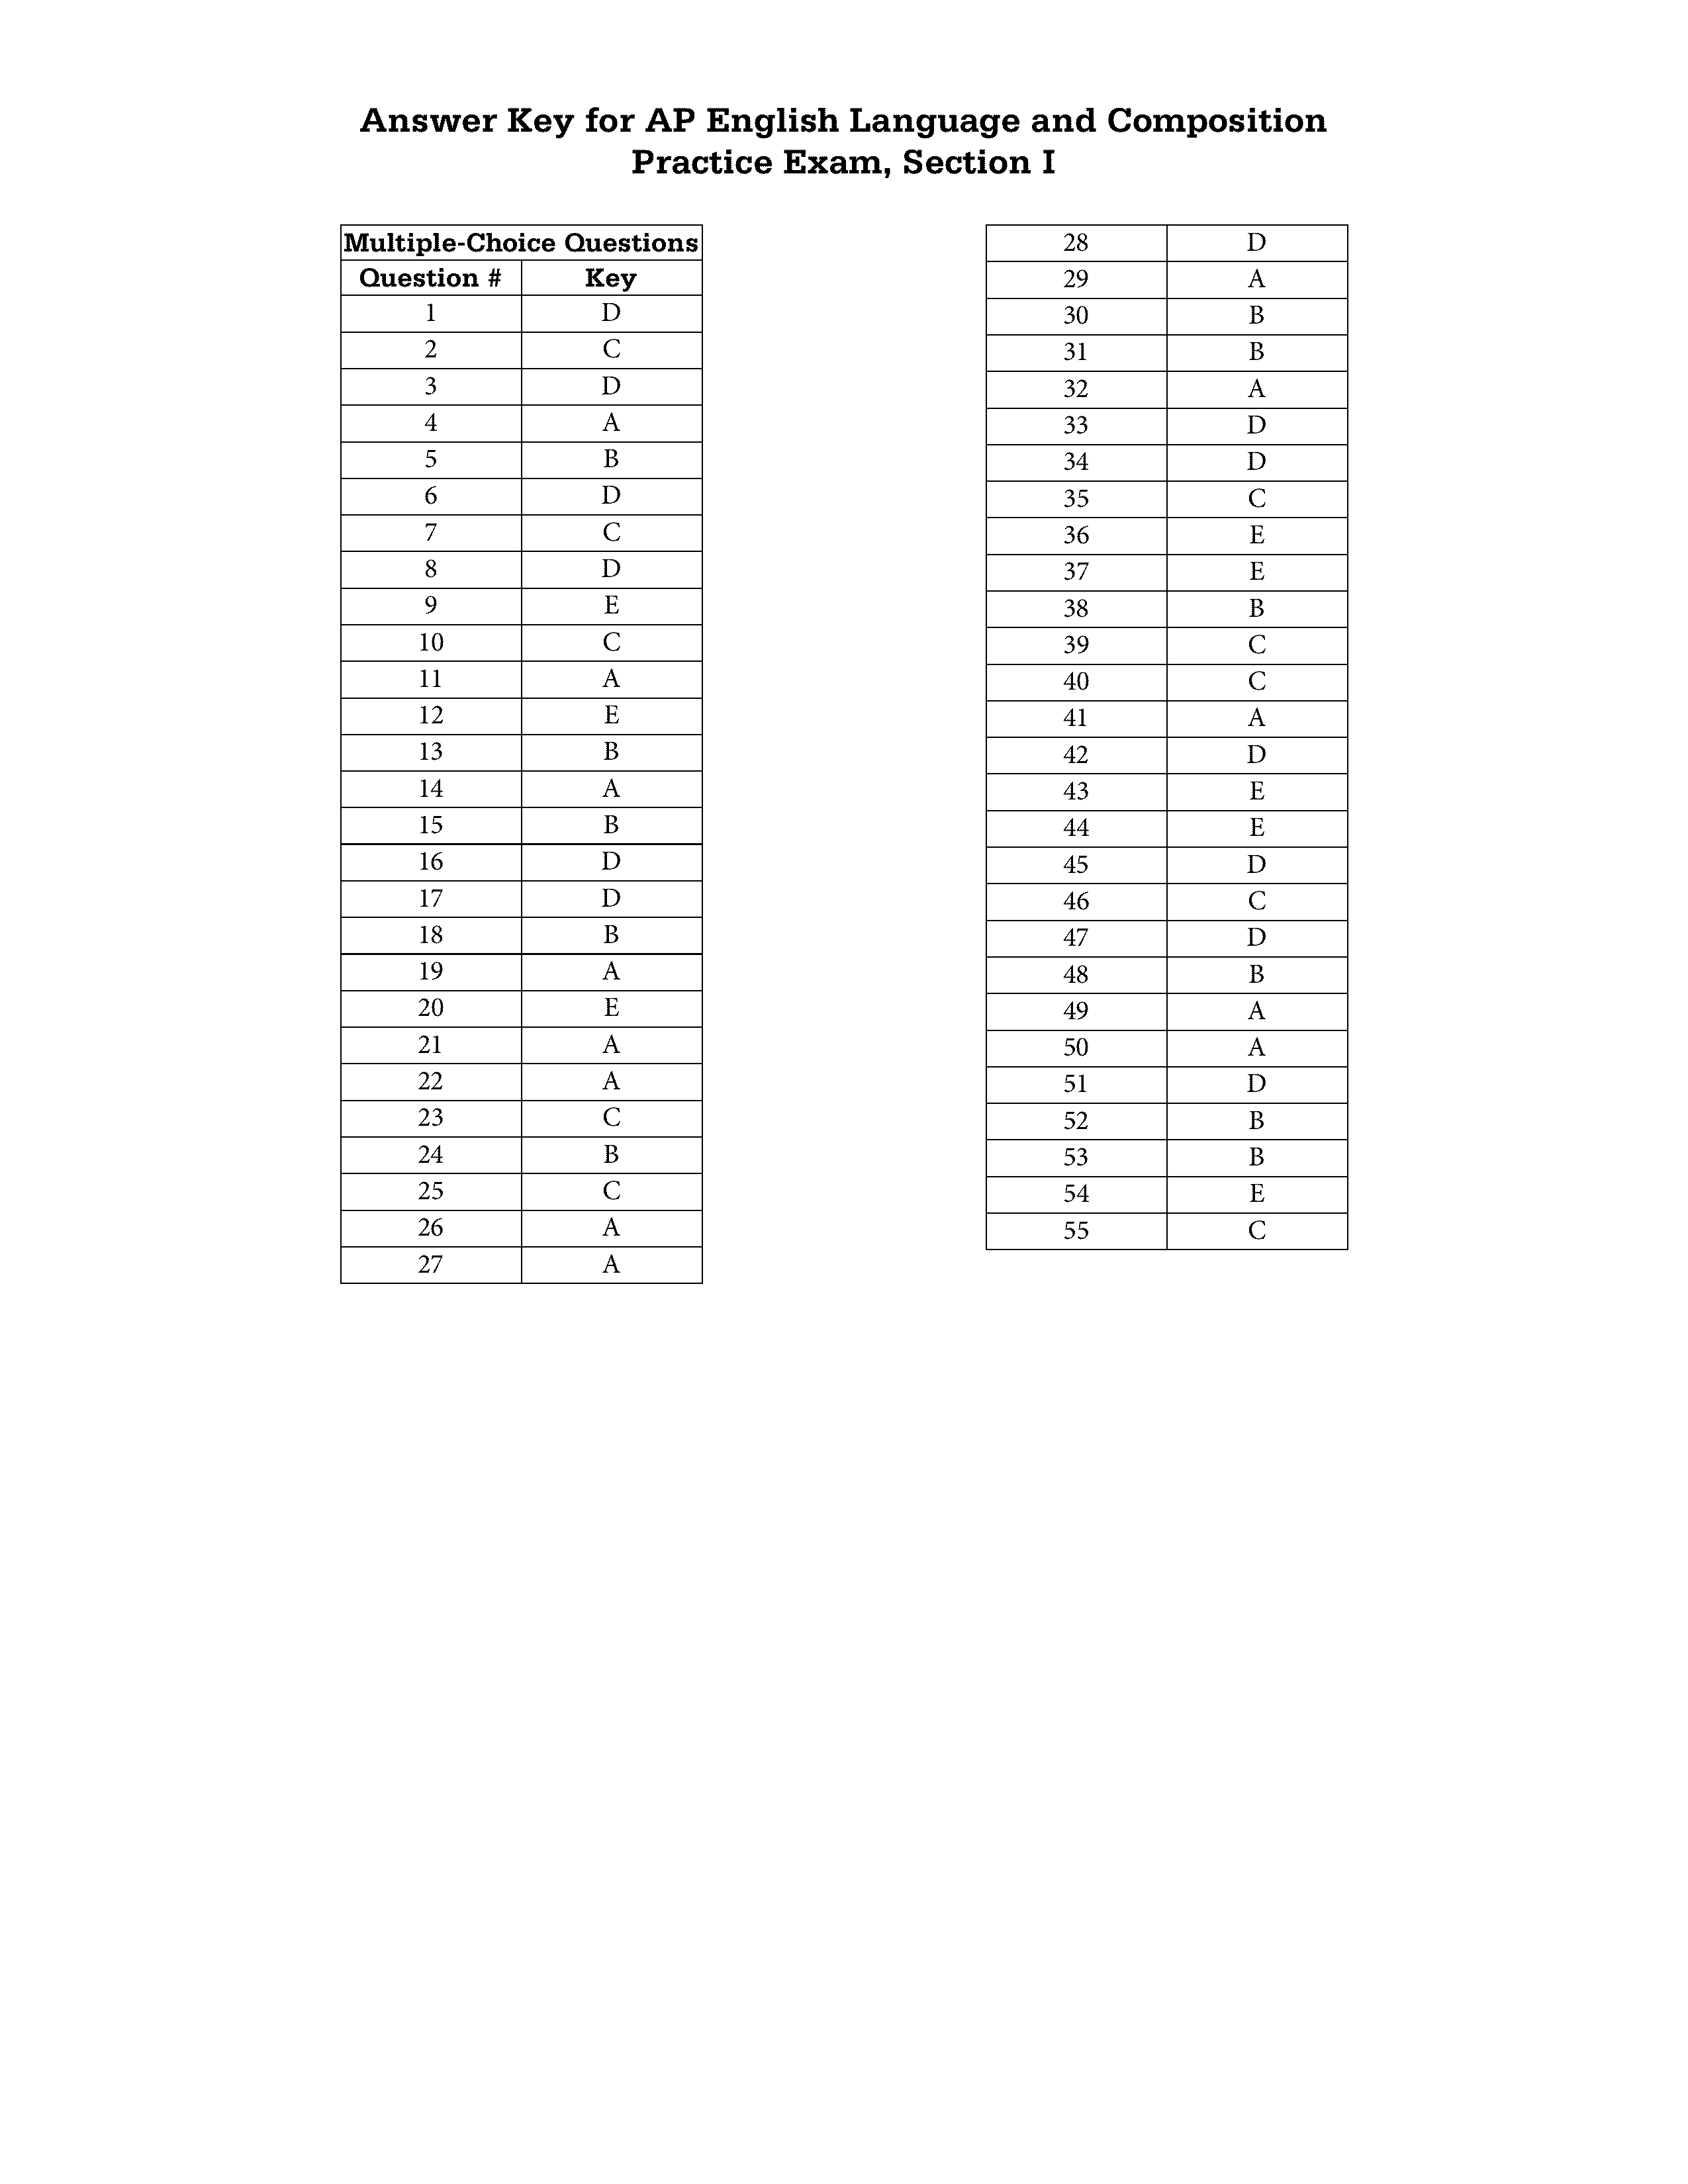 Answer Key for AP English Language and Composition
Practice Exam, Section I
Multiple-Choice Questions
Question # Key
1 D
2 C
3 D
4 A
5 B
6 D
7 C
8 D
9 E
10 C
11 A
12 E
13 B
14 A
15 B
16 D
17 D
18 B
19 A
20 E
21 A
22 A
23 C
24 B
25 C
26 A
27 A
28 D
29 A
30 B
31 B
32 A
33 D
34 D
35 C
36 E
37 E
38 B
39 C
40 C
41 A
42 D
43 E
44 E
45 D
46 C
47 D
48 B
49 A
50 A
51 D
52 B
53 B
54 E
55 C